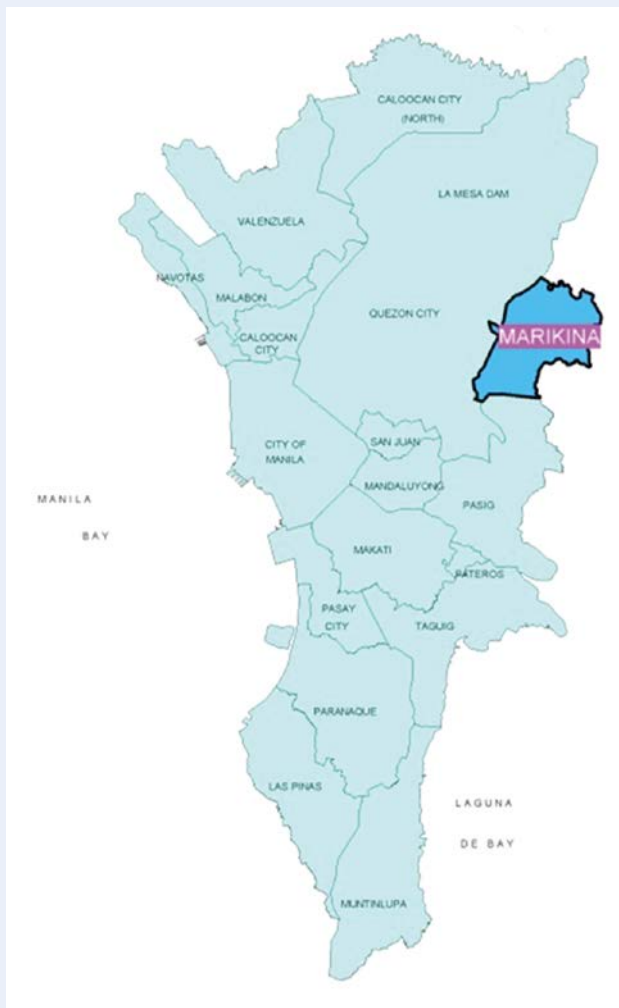 CALOOCAN CITY
(NORTH)
LA MESA DAM
VALENZUELA
NAVOTAS
MALABON
QUEZON CITY
MARIKINA
CALOOCAN
CITY
SAN JUAN
CITY OF
MANILA
MANDALUYONG
MANILA
BAY
PASIG
MAKATI
PATEROS
PASAY
CITY
TAGUIG
PARANAQUE
LAS PINAS
LAGUNA
DE BAY
MUNTINLUPA